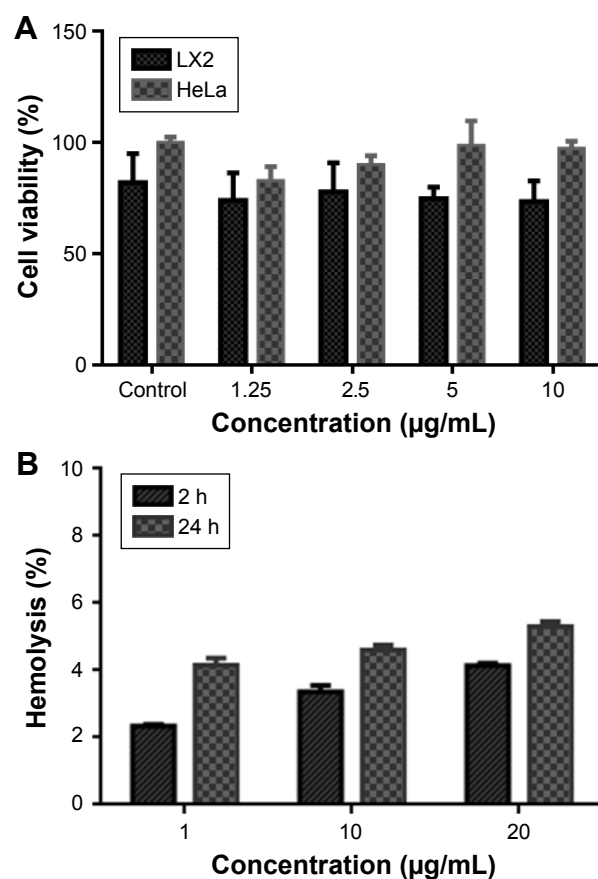 A
150
100
50
0
Cell viability (%)
LX2
HeLa
Control 1.25 2.5 5 10
Concentration (µg/mL)
B
10
8
6
4
2
0
Hemolysis (%)
2 h
24 h
1 10 20
Concentration (µg/mL)